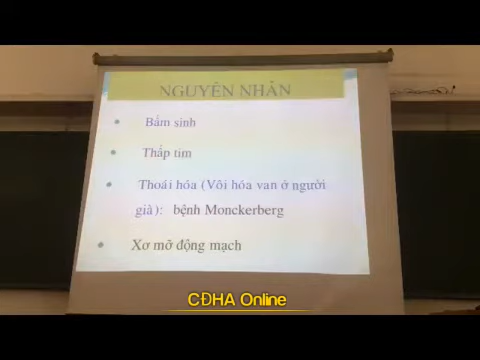 NGUYÊN NHÂN
Bẩm sinh
Thấp tim
Thoái hóa (Vôi hóa van ở người
già): bệnh Monckerberg
Xơ mỡ động mạch
CĐHA Online